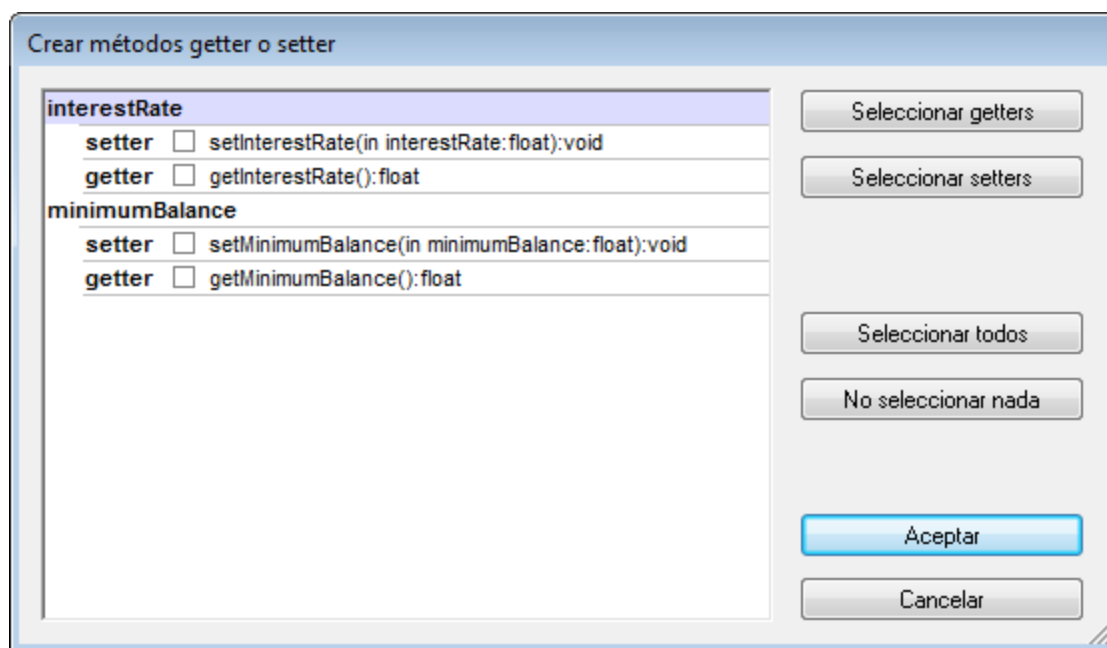 Crear métodos getter o setter
interestRate
setter setInterestRate(in interestRate:float):void
getter getInterestRate():float
minimumBalance
setter setMinimumBalance(in minimumBalance:float):void
getter getMinimumBalance():float
Seleccionar getters
Seleccionar setters
Seleccionar todos
No seleccionar nada
Aceptar
Cancelar